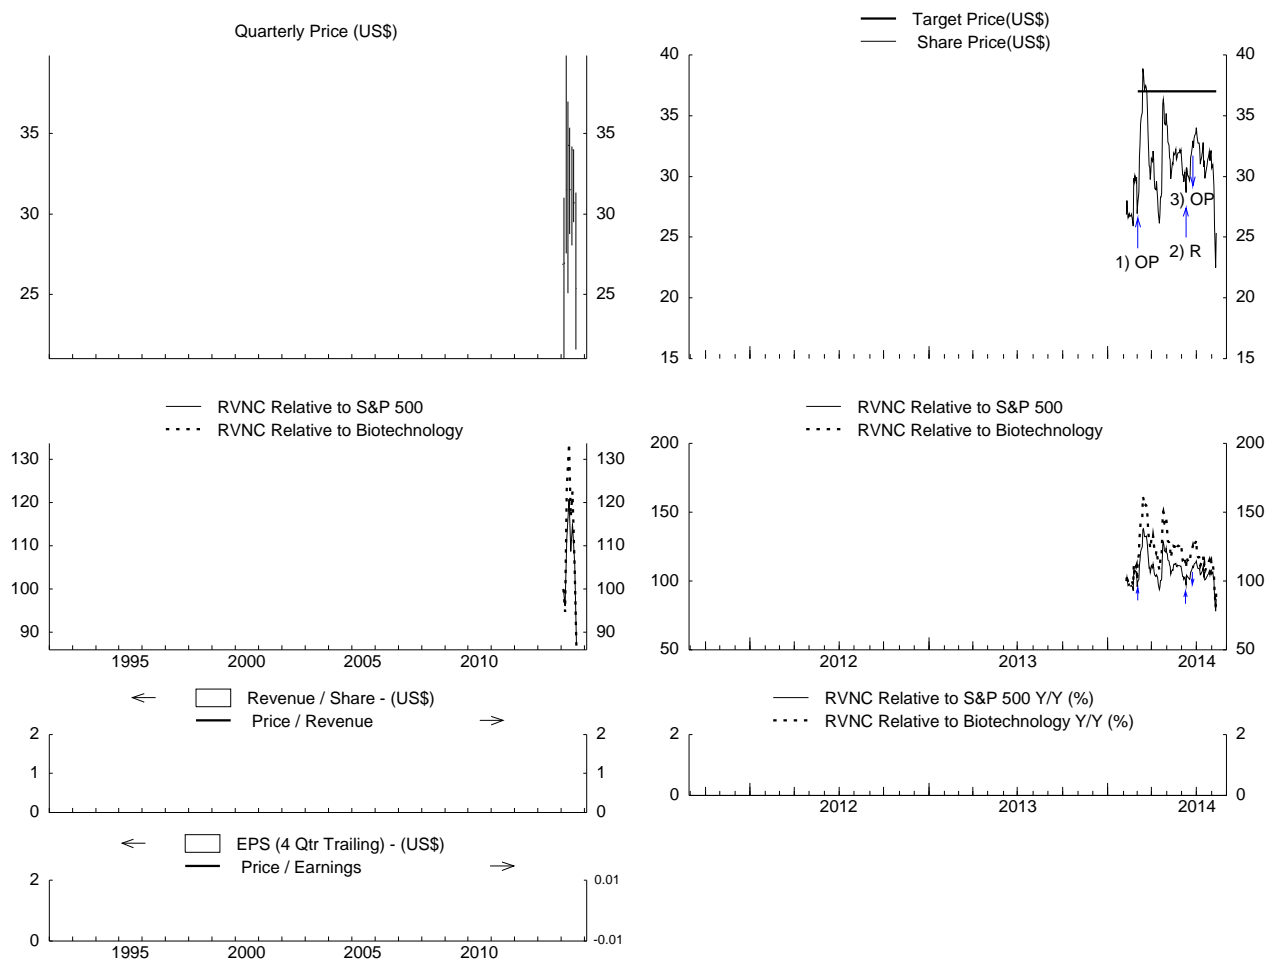 Quarterly Price (US$)
35 35
30 30
25 25
Target Price(US$)
Share Price(US$)
40 40
35 35
30 30
25 25
20 20
15 15
1) OP
2) R
3) OP
RVNC Relative to S&P 500
RVNC Relative to Biotechnology
130 130
120 120
110 110
100 100
90 90
1995 2000 2005 2010
RVNC Relative to S&P 500
RVNC Relative to Biotechnology
200 200
150 150
100 100
50 50
2012 2013 2014
Revenue / Share - (US$)
Price / Revenue
2 2
1 1
0 0
RVNC Relative to S&P 500 Y/Y (%)
RVNC Relative to Biotechnology Y/Y (%)
2 2
0 0
2012 2013 2014
EPS (4 Qtr Trailing) - (US$)
Price / Earnings
2 0.01
0 -0.01
1995 2000 2005 2010